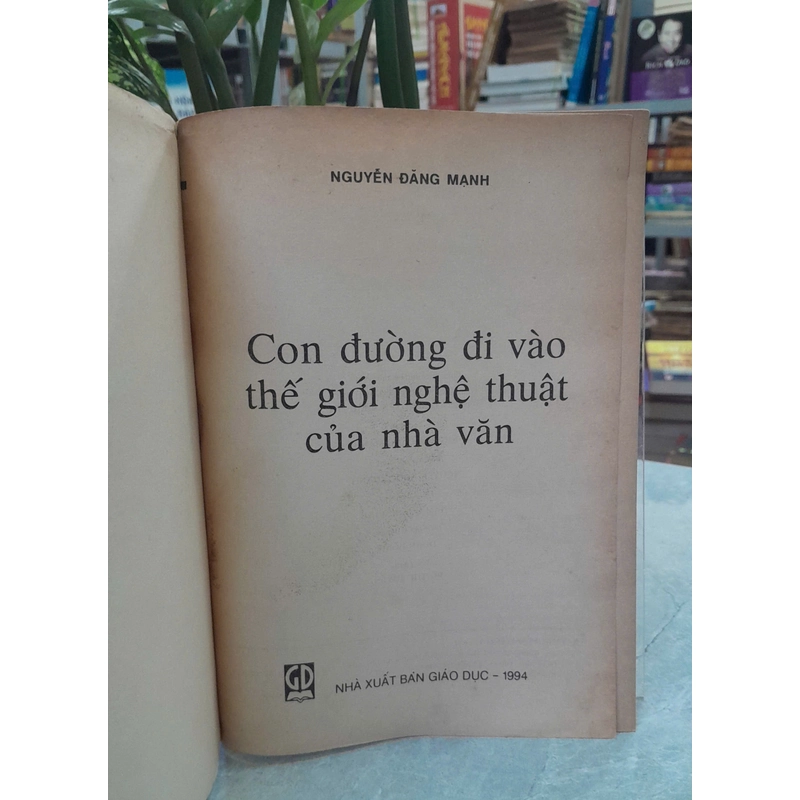 NGUYỄN ĐĂNG MẠNH
Con đường đi vào
thế giới nghệ thuật
của nhà văn
GD
NHÀ XUẤT BẢN GIÁO DỤC - 1994